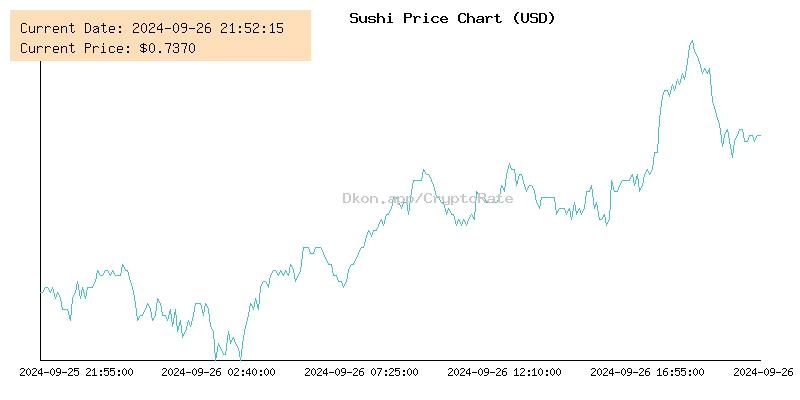 Sushi Price Chart (USD)
Current Date: 2024-09-26 21:52:15
Current Price: $0.7370
Dkon.app/CryptoRate
2024-09-25 21:55:00 2024-09-26 02:40:00 2024-09-26 07:25:00 2024-09-26 12:10:00 2024-09-26 16:55:00 2024-09-26